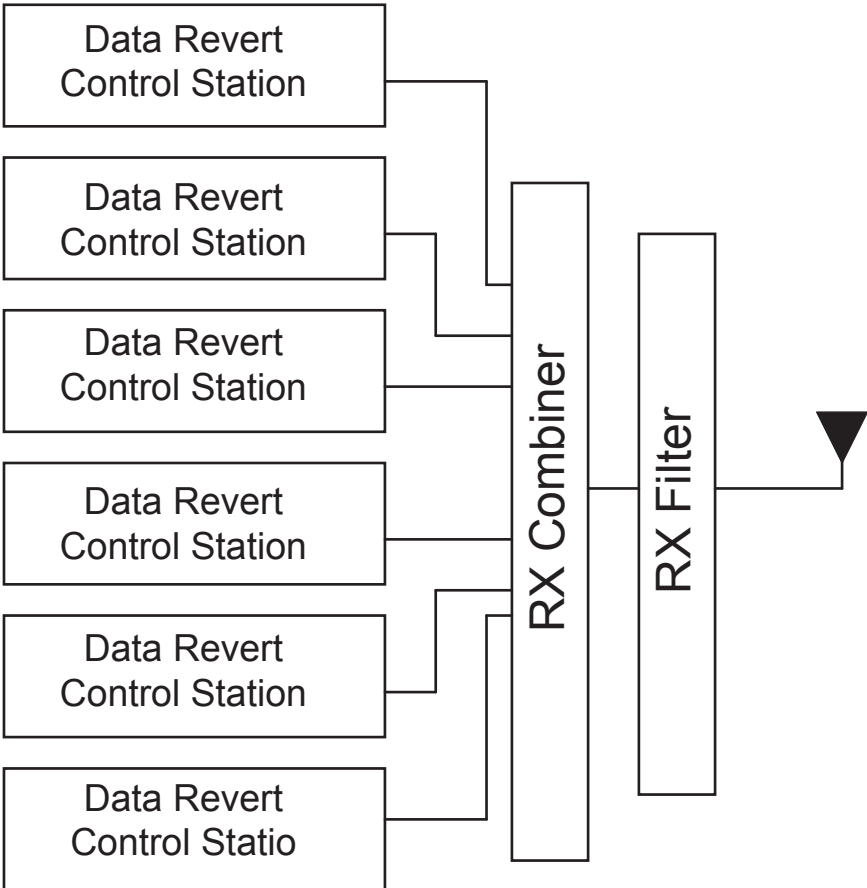 Data Revert
Control Station
Data Revert
Control Station
Data Revert
Control Station
Data Revert
Control Station
Data Revert
Control Station
Data Revert
Control Statio
RX Combiner
RX Filter